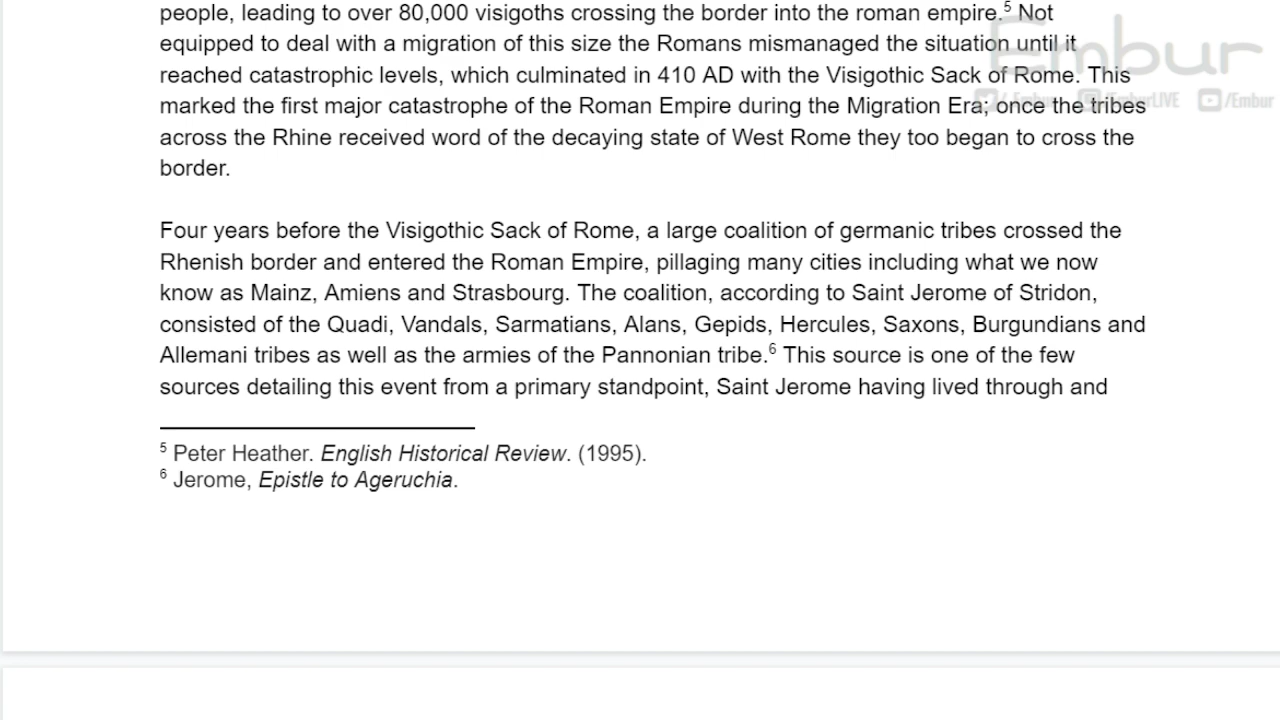 people, leading to over 80,000 visigoths crossing the border into the roman empire.5 Not
equipped to deal with a migration of this size the Romans mismanaged the situation until it
reached catastrophic levels, which culminated in 410 AD with the Visigothic Sack of Rome. This
marked the first major catastrophe of the Roman Empire during the Migration Era; once the tribes
across the Rhine received word of the decaying state of West Rome they too began to cross the
border.
Four years before the Visigothic Sack of Rome, a large coalition of germanic tribes crossed the
Rhenish border and entered the Roman Empire, pillaging many cities including what we now
know as Mainz, Amiens and Strasbourg. The coalition, according to Saint Jerome of Stridon,
consisted of the Quadi, Vandals, Sarmatians, Alans, Gepids, Hercules, Saxons, Burgundians and
Allemani tribes as well as the armies of the Pannonian tribe.6 This source is one of the few
sources detailing this event from a primary standpoint, Saint Jerome having lived through and
5 Peter Heather. English Historical Review. (1995).
6 Jerome, Epistle to Ageruchia.
Embur
/Embur